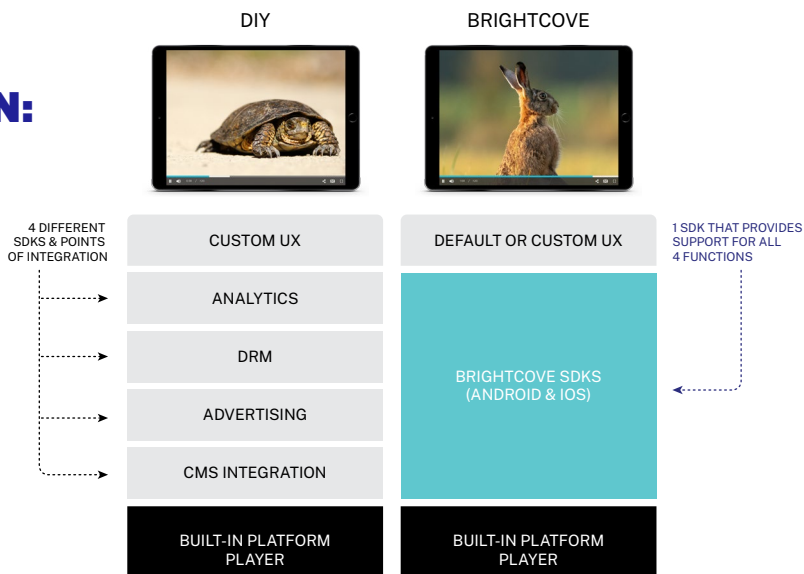 DIY
BRIGHTCOVE
N:
4 DIFFERENT
SDKS & POINTS
OF INTEGRATION
CUSTOM UX
DEFAULT OR CUSTOM UX
1 SDK THAT PROVIDES
SUPPORT FOR ALL
4 FUNCTIONS
ANALYTICS
DRM
ADVERTISING
CMS INTEGRATION
BRIGHTCOVE SDKS
(ANDROID & IOS)
BUILT-IN PLATFORM
PLAYER
BUILT-IN PLATFORM
PLAYER